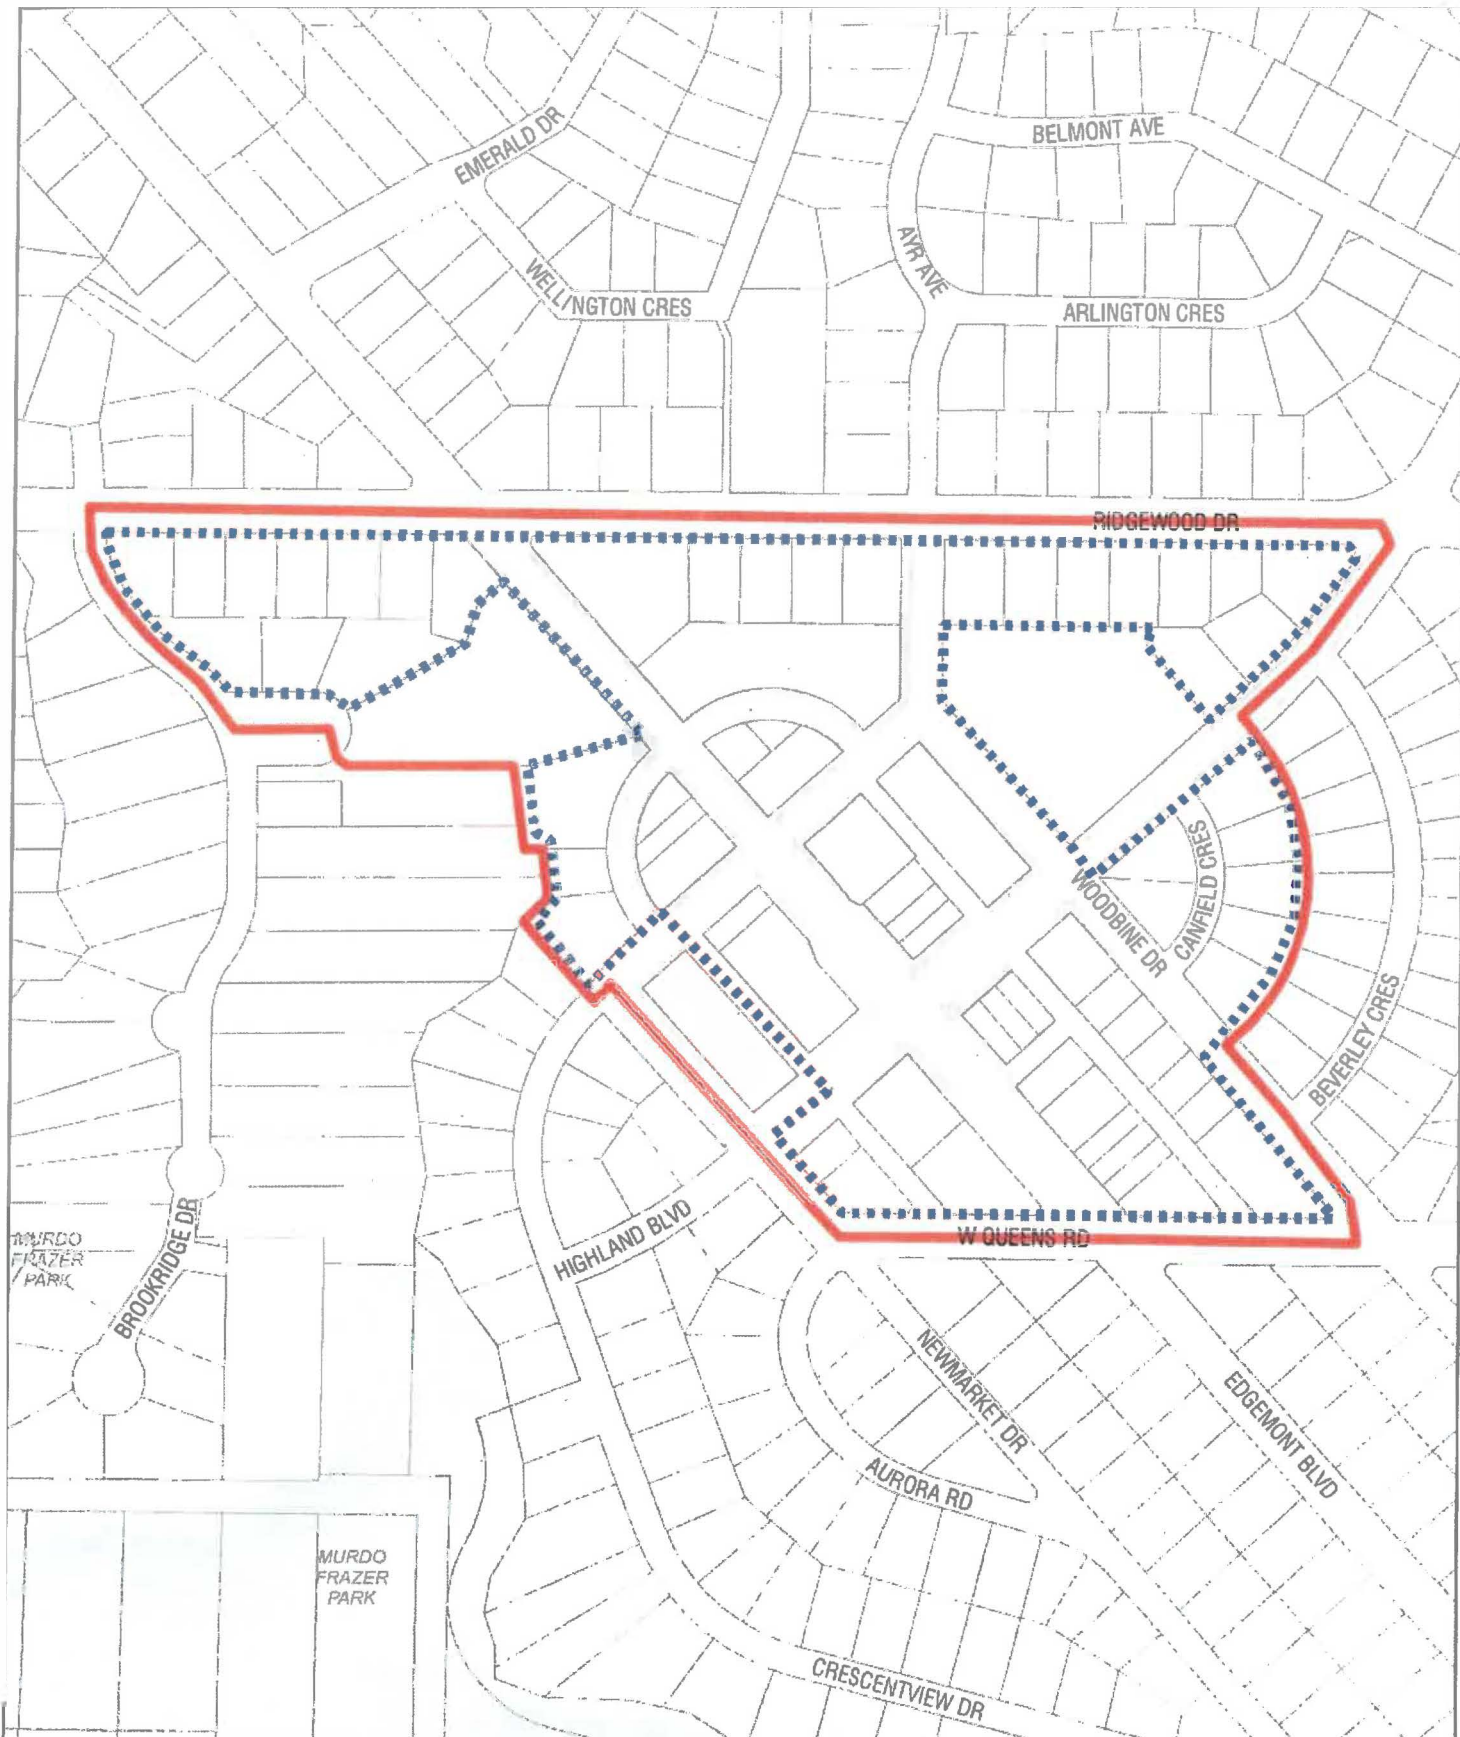 EMERALD DR
BELMONT AVE
AYR AVE
WELLINGTON CRES
ARLINGTON CRES
RIDGEWOOD DR
CANFIELD CRES
WOODBINE DR
BEVERLEY CRES
HIGHLAND BLVD
W QUEENS RD
MURDO
FRAZER
PARK
BROOKRIDGE DR
NEWMARKET DR
EDGEMONT BLVD
AURORA RD
MURDO
FRAZER
PARK
CRESCENTVIEW DR